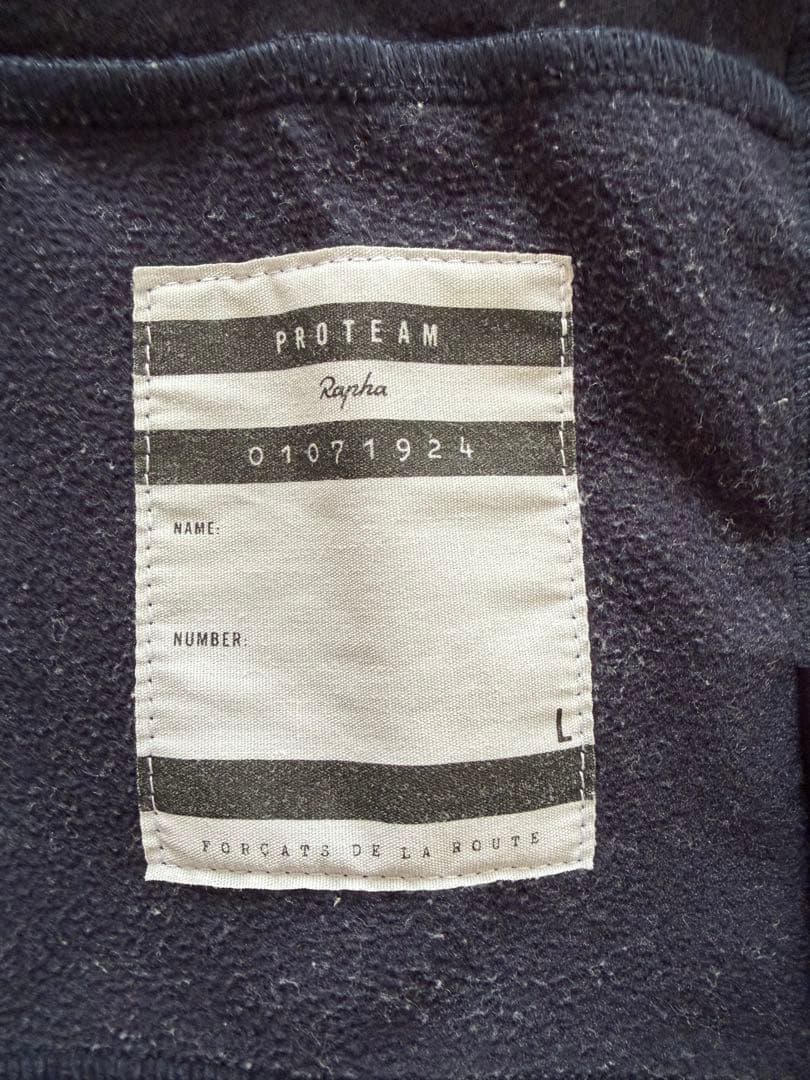 PROTEAM
Rapha
01071924
NAME:
NUMBER:
L
FORÇATS DE LA ROUTE